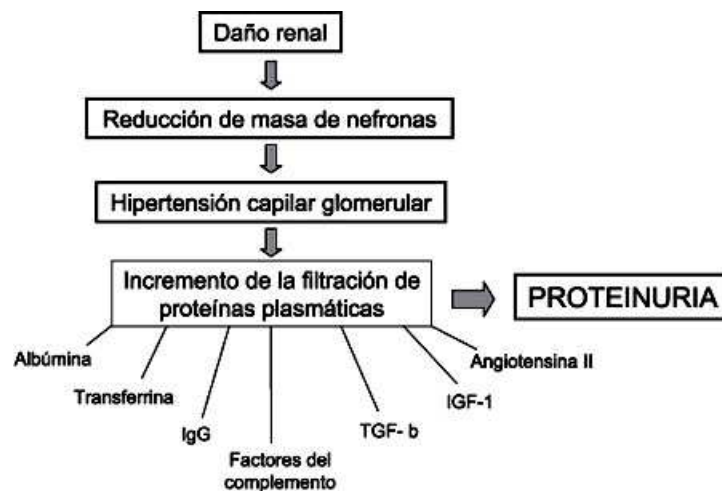 Daño renal
Reducción de masa de nefronas
Hipertensión capilar glomerular
Incremento de la filtración de
proteínas plasmáticas
PROTEINURIA
Albúmina
Transferrina
IgG
Factores del
complemento
TGF- b
IGF-1
Angiotensina II